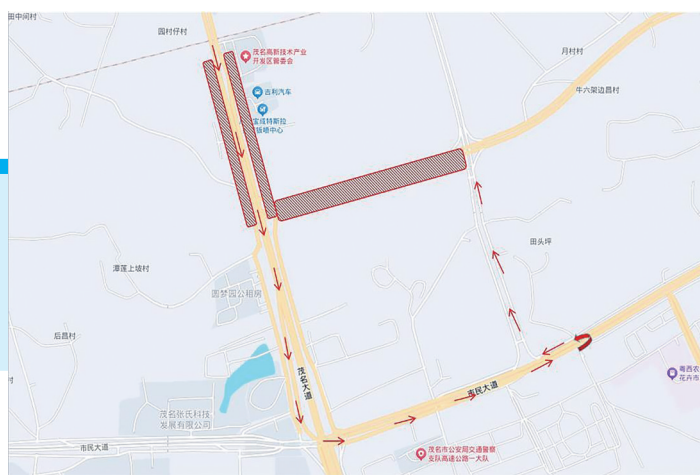 田中间村
园村仔村
茂名高新技术产业
开发区管委会
月村村
吉利汽车
牛六架边昌村
宝线特斯拉
钣喷中心
田头坪
潭莲上坡村
圆梦园公租房
后昌村
村
粤西农
花卉市
茂名大道
市民大道
茂名张氏科技
发展有限公司
市民大道
茂名市公安局交通警察
支队高速公路一大队